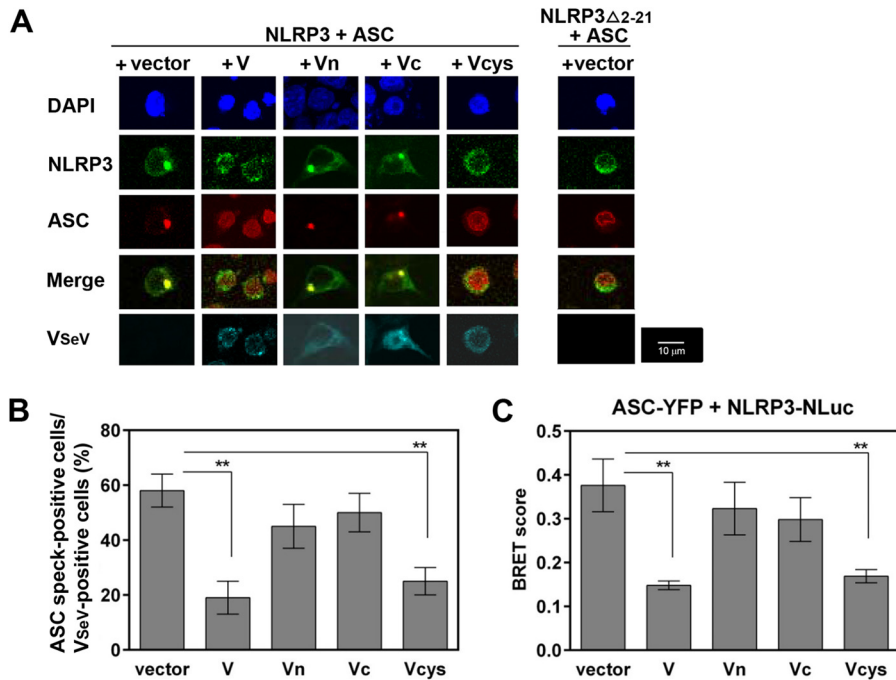 A
NLRP3 + ASC
NLRP3△2-21
+ ASC
+ vector + V + Vn + Vc + Vcys +vector
DAPI
NLRP3
ASC
Merge
VSeV
10 μm
B
ASC speck-positive cells/
VSeV-positive cells (%)
80
60
40
20
0
**
**
vector V Vn Vc Vcys
C
ASC-YFP + NLRP3-NLuc
BRET score
0.5
0.4
0.3
0.2
0.1
0.0
**
**
vector V Vn Vc Vcys